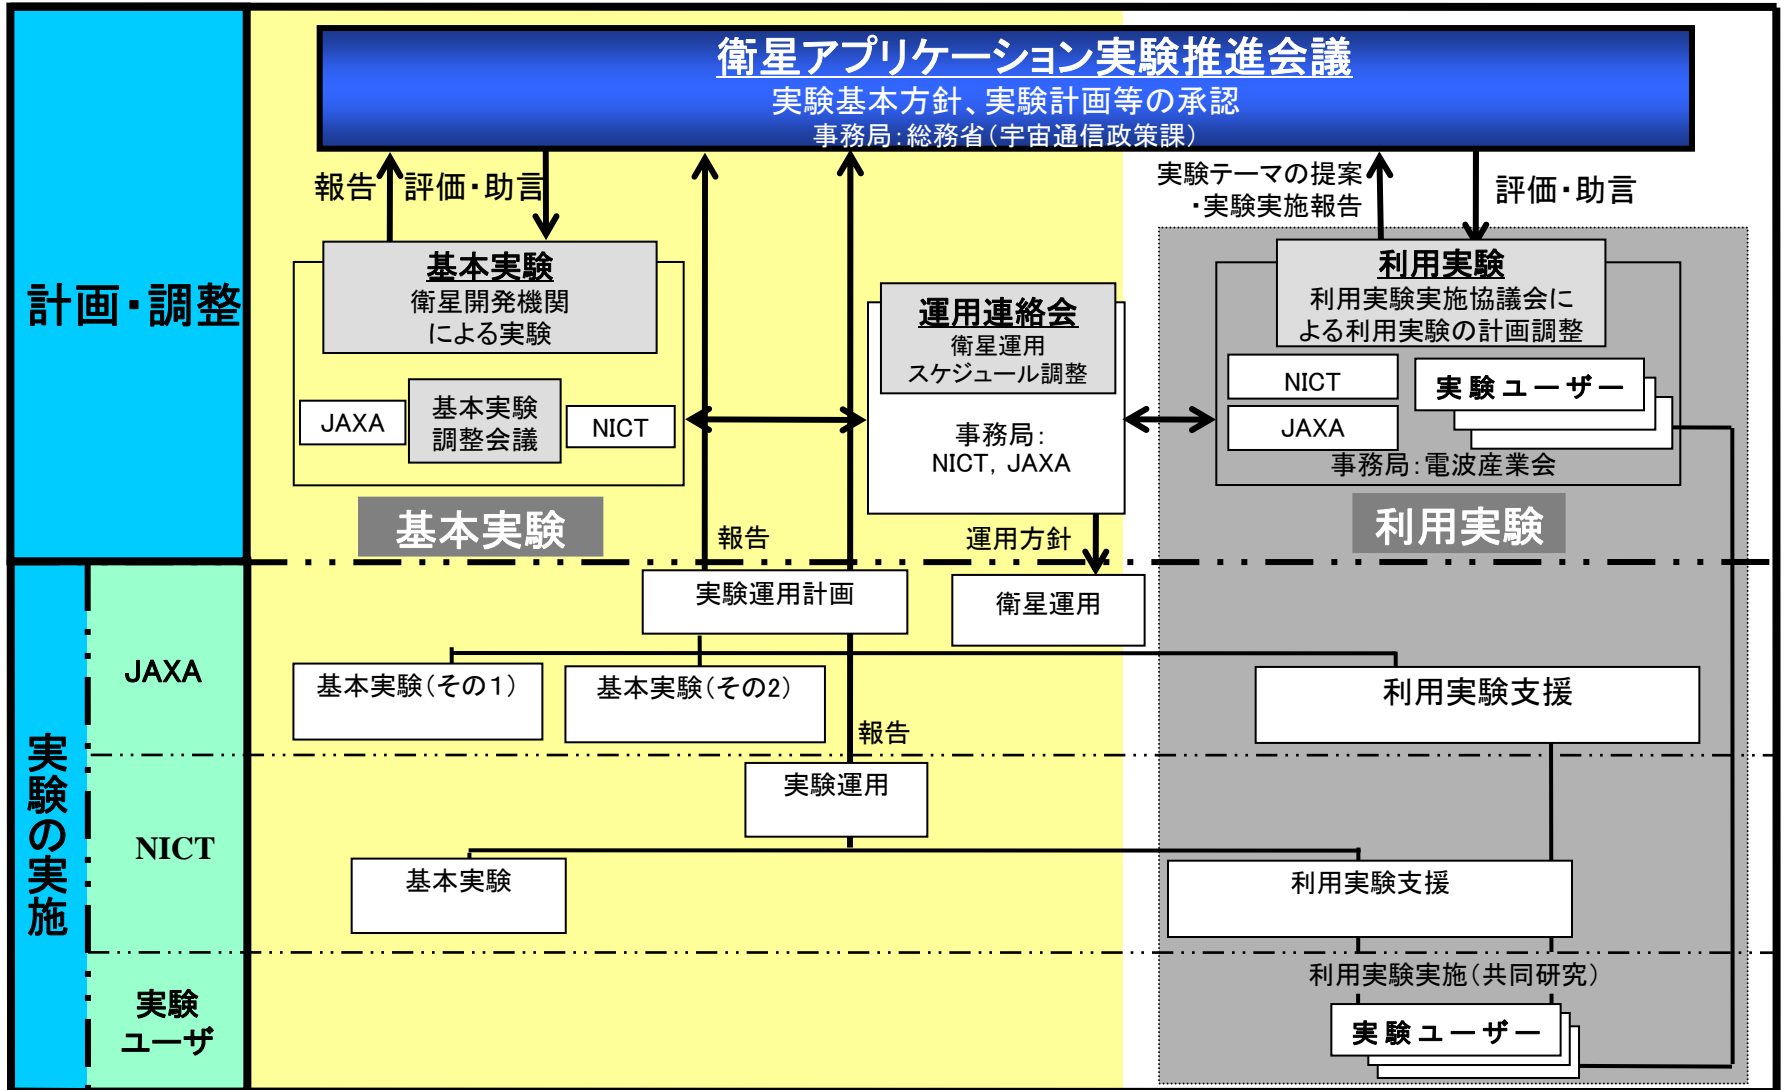 衛星アプリケーション実験推進会議
実験基本方針、実験計画等の承認
事務局:総務省(宇宙通信政策課)
報告
評価・助言
実験テーマの提案
・実験実施報告
評価・助言
計画・調整
基本実験
衛星開発機関
による実験
JAXA
基本実験
調整会議
NICT
基本実験
運用連絡会
衛星運用
スケジュール調整
事務局:
NICT, JAXA
利用実験
利用実験実施協議会に
よる利用実験の計画調整
NICT
JAXA
実験ユーザー
事務局:電波産業会
利用実験
報告
運用方針
実験の実施
JAXA
実験運用計画
衛星運用
基本実験(その1)
基本実験(その2)
利用実験支援
報告
NICT
実験運用
基本実験
利用実験支援
実験
ユーザ
利用実験実施(共同研究)
実験ユーザー